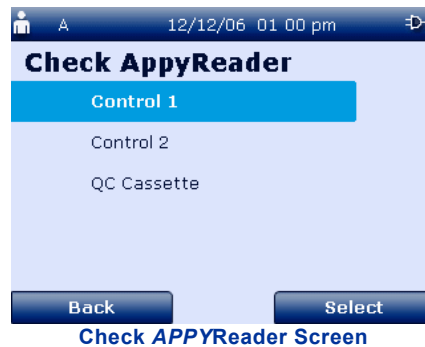 A 12/12/06 01 00 pm
Check AppyReader
Control 1
Control 2
QC Cassette
Back Select
Check APPYReader Screen